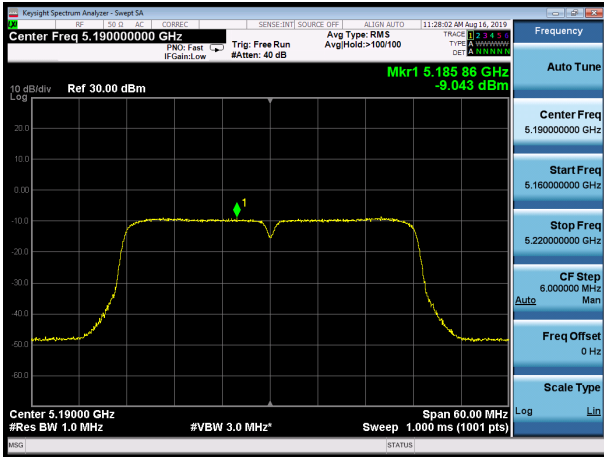 Keysight Spectrum Analyzer - Swept SA
RF 50 Ω AC CORREC SENSE:INT SOURCE OFF ALIGN AUTO 11:28:02 AM Aug 16, 2019
Center Freq 5.190000000 GHz
PNO: Fast
IFGain:Low
Trig: Free Run
#Atten: 40 dB
Avg Type: RMS
Avg|Hold:>100/100
TRACE 1 2 3 4 5 6
TYPE A WWWWW
DET A N N N N N
Mkr1 5.185 86 GHz
-9.043 dBm
10 dB/div
Log
Ref 30.00 dBm
20.0
10.0
0.00
-10.0
-20.0
-30.0
-40.0
-50.0
-60.0
1
Center 5.19000 GHz
Span 60.00 MHz
#Res BW 1.0 MHz
#VBW 3.0 MHz*
Sweep 1.000 ms (1001 pts)
MSG
STATUS
Frequency
Auto Tune
Center Freq
5.190000000 GHz
Start Freq
5.160000000 GHz
Stop Freq
5.220000000 GHz
CF Step
6.000000 MHz
Auto Man
Freq Offset
0 Hz
Scale Type
Log Lin